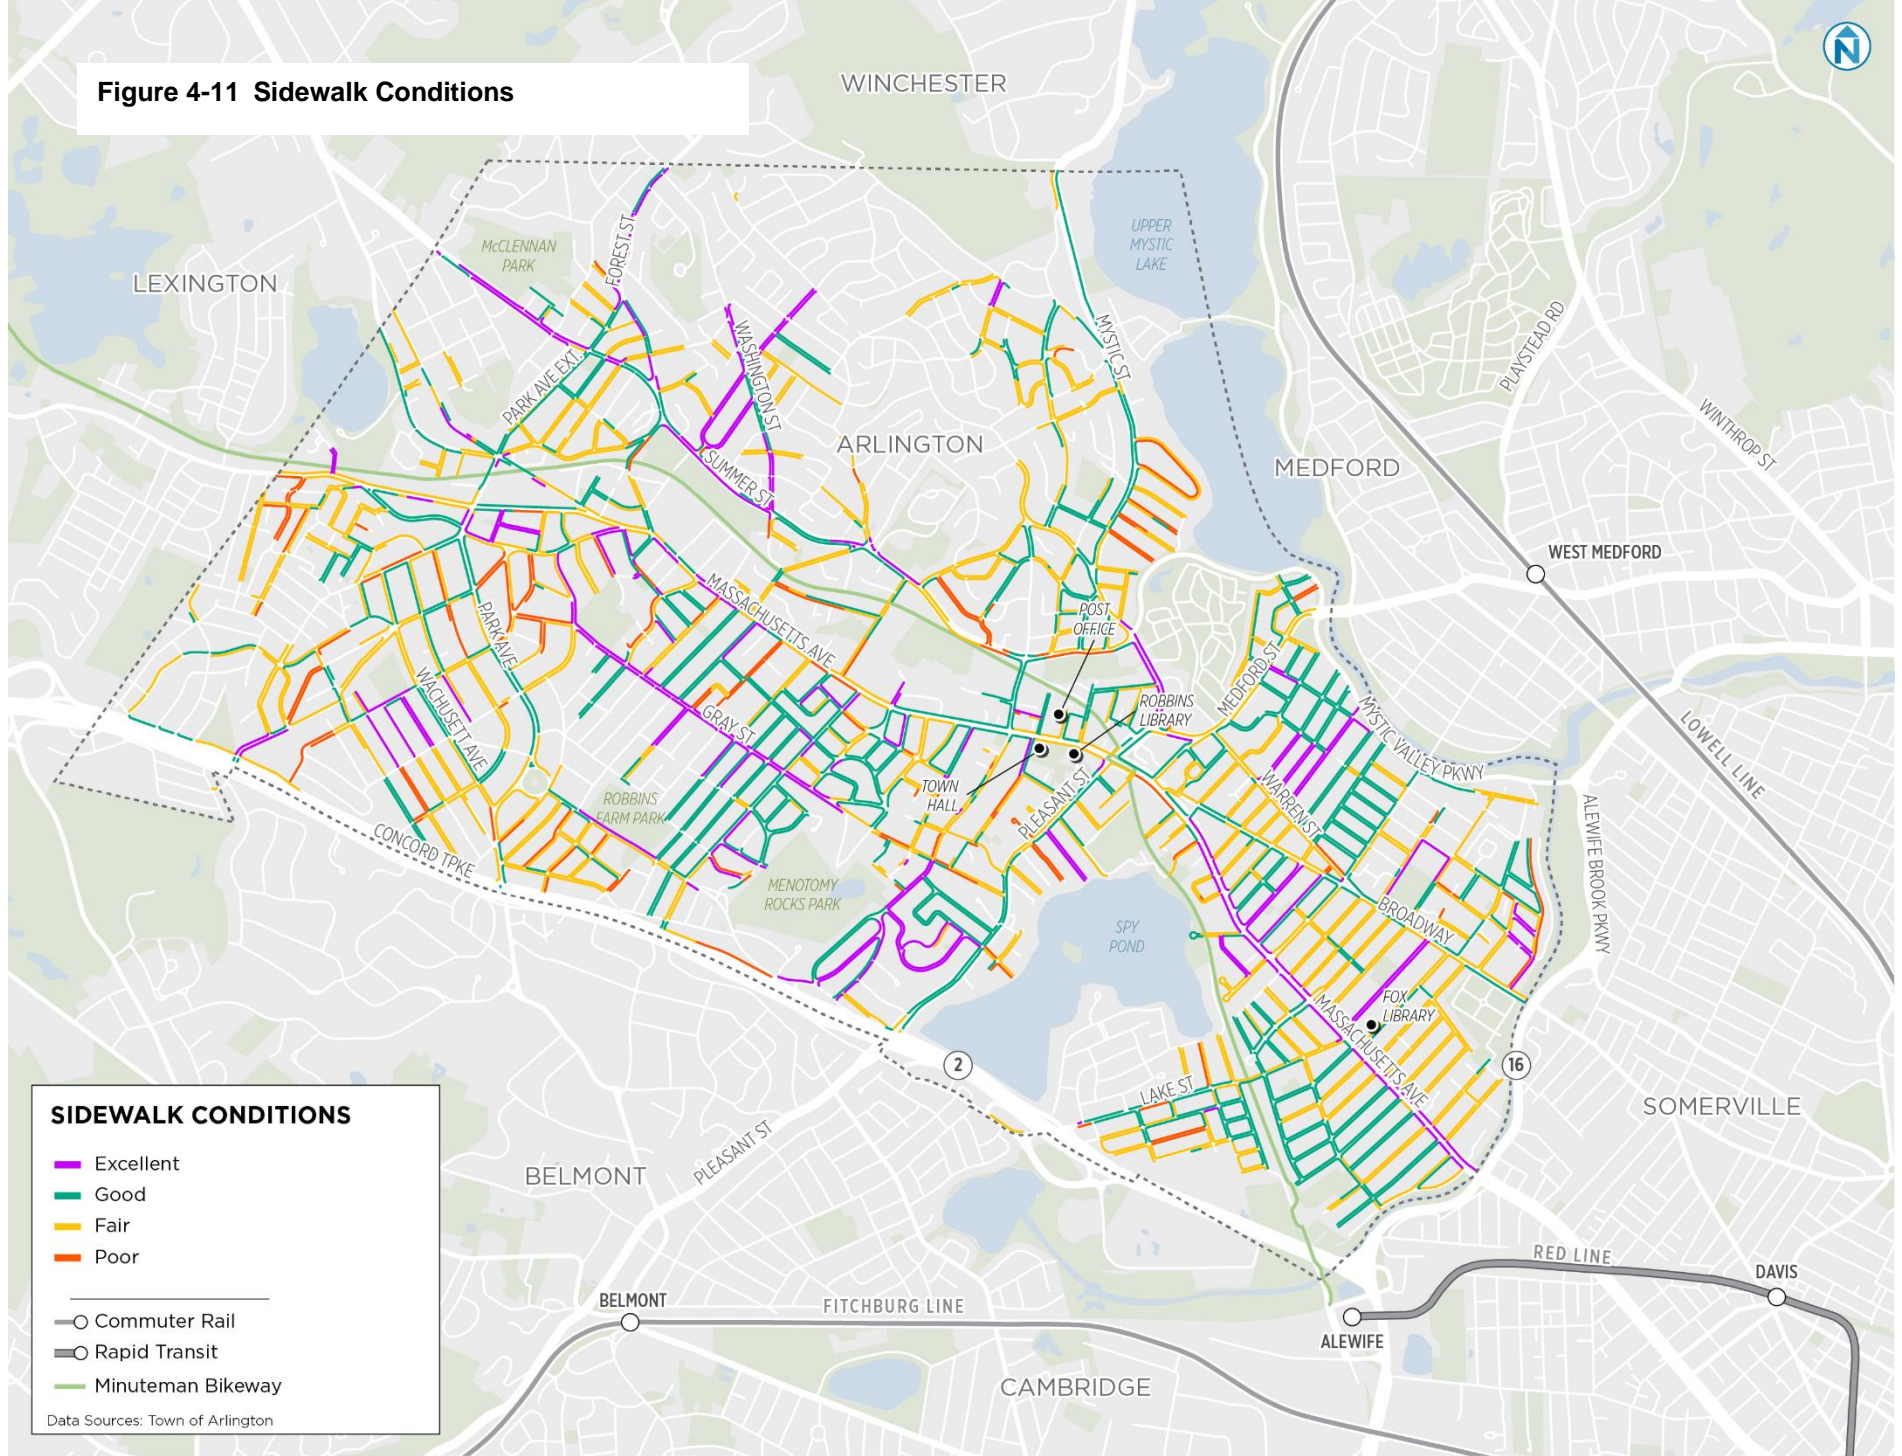 Figure 4-11 Sidewalk Conditions
N
WINCHESTER
LEXINGTON
McCLENNAN
PARK
FOREST ST
UPPER
MYSTIC
LAKE
PARK AVE EXT.
WASHINGTON ST
MYSTIC ST
PLAYSTEAD RD
WINTHROP ST
ARLINGTON
MEDFORD
SUMMER ST
WEST MEDFORD
MASSACHUSETTS AVE
POST
OFFICE
PARK AVE
WACHUSETT AVE
MEDFORD ST
ROBBINS
LIBRARY
GRAY ST
MYSTIC VALLEY PKWY
LOWELL LINE
TOWN
HALL
PLEASANT ST
WARREN ST
ROBBINS
FARM PARK
CONCORD TPKE
ALEWIFE BROOK PKWY
MENOTOMY
ROCKS PARK
SPY
POND
BROADWAY
FOX
LIBRARY
MASSACHUSETTS AVE
2
16
LAKE ST
SOMERVILLE
SIDEWALK CONDITIONS
Excellent
Good
Fair
Poor
Commuter Rail
Rapid Transit
Minuteman Bikeway
Data Sources: Town of Arlington
BELMONT
PLEASANT ST
BELMONT
FITCHBURG LINE
RED LINE
DAVIS
ALEWIFE
CAMBRIDGE